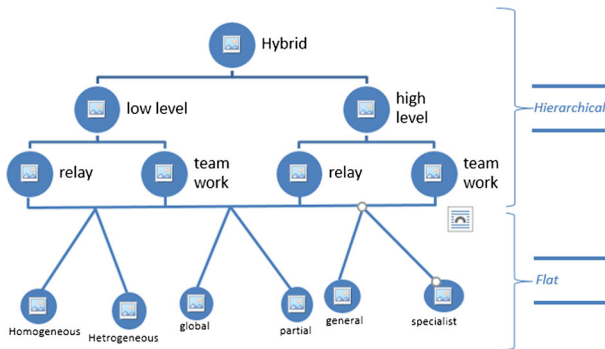 Hybrid
low level
high
level
Hierarchical
relay
team
work
relay
team
work
Flat
Homogeneous
Hetrogeneous
global
partial
general
specialist